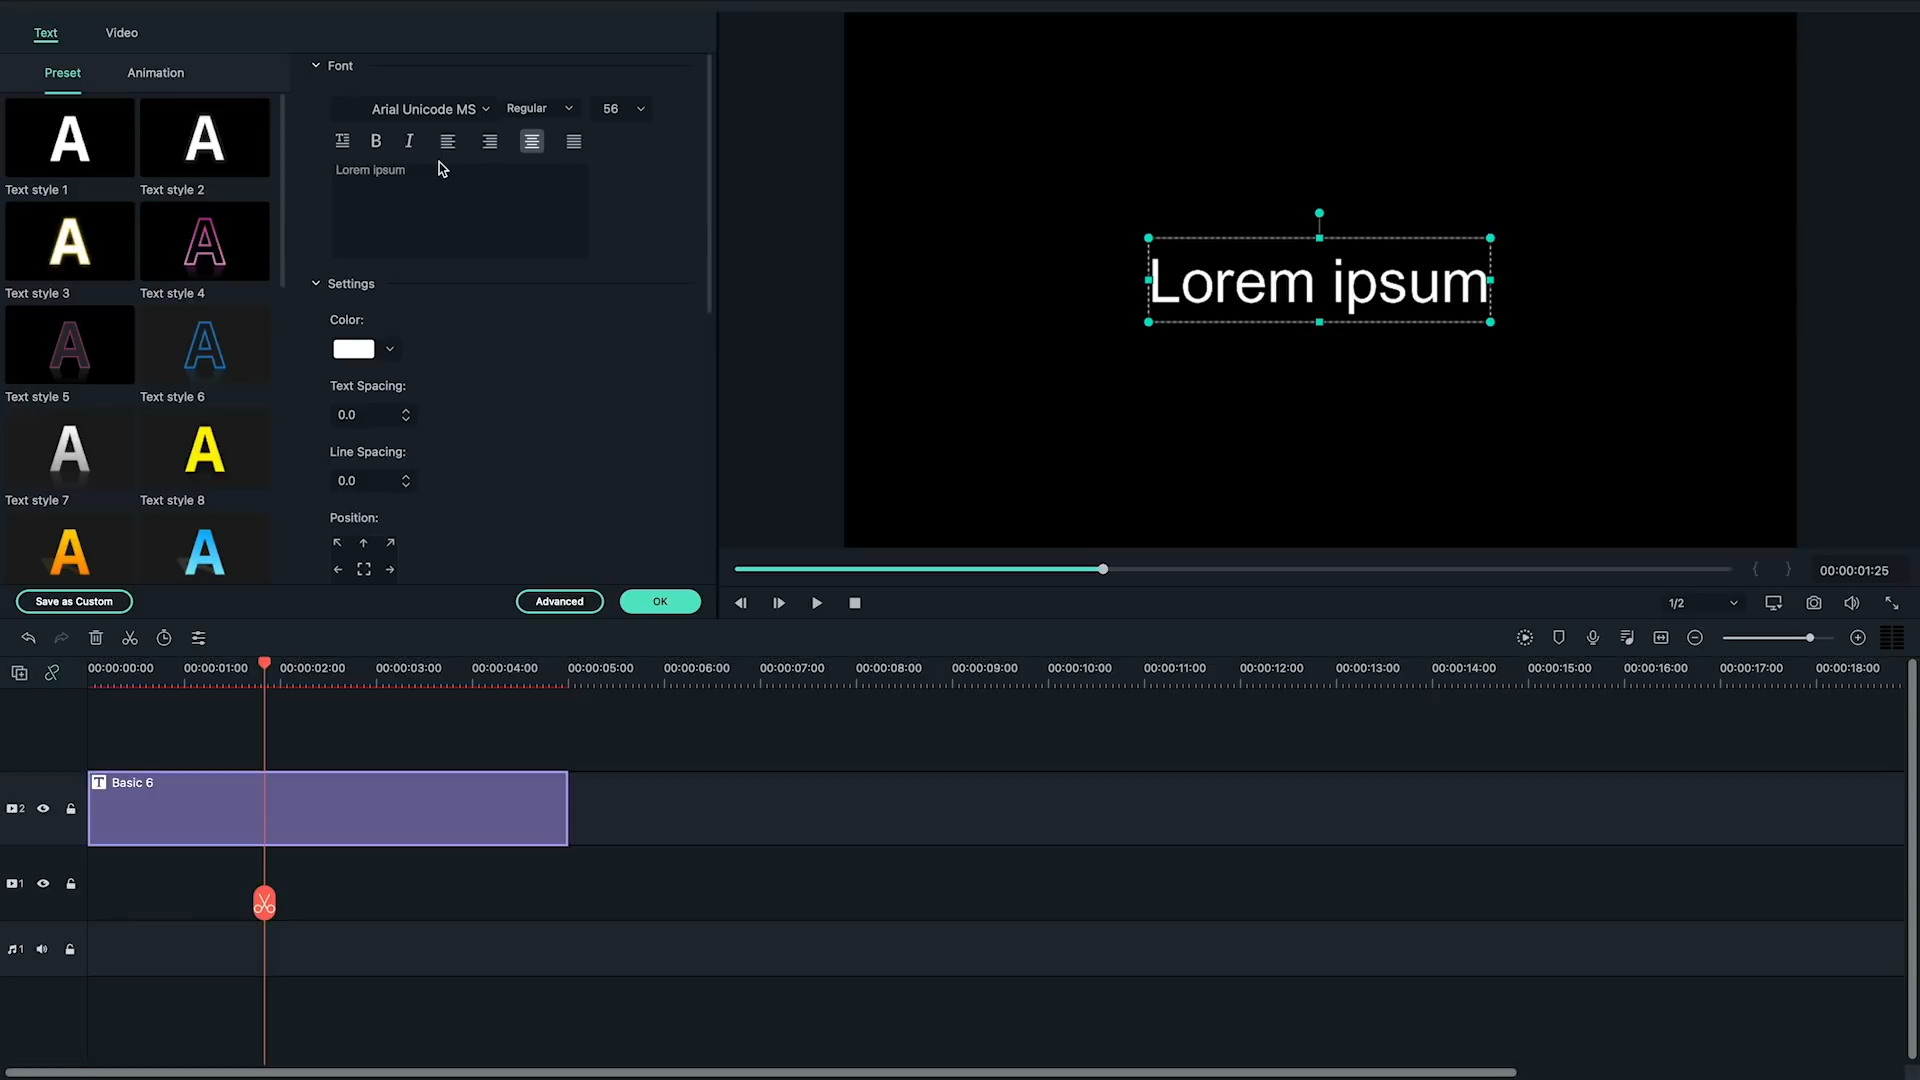 Text Video
Preset Animation
A A
Text style 1 Text style 2
A A
Text style 3 Text style 4
A A
Text style 5 Text style 6
A A
Text style 7 Text style 8
A A
Save as Custom
Font
Arial Unicode MS Regular 56
B I
Lorem ipsum
Settings
Color:
Text Spacing:
0.0
Line Spacing:
0.0
Position:
Advanced OK
Lorem ipsum
{ } 00:00:01:25
1/2
00:00:00:00 00:00:01:00 00:00:02:00 00:00:03:00 00:00:04:00 00:00:05:00 00:00:06:00 00:00:07:00 00:00:08:00 00:00:09:00 00:00:10:00 00:00:11:00 00:00:12:00 00:00:13:00 00:00:14:00 00:00:15:00 00:00:16:00 00:00:17:00 00:00:18:00
T Basic 6
2
1
1